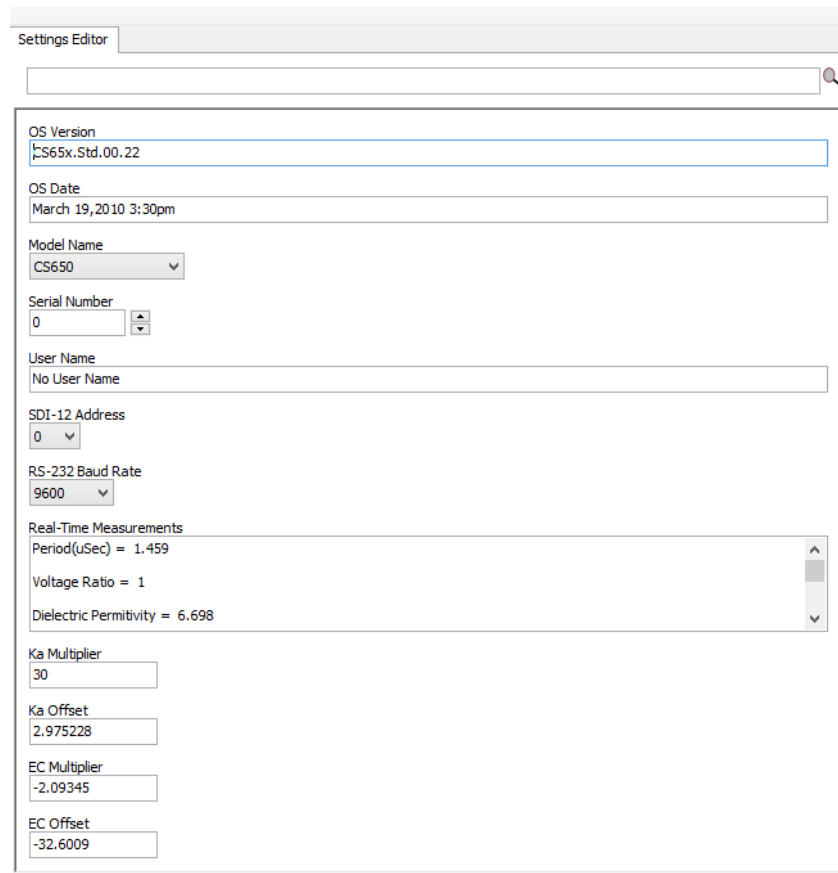 Settings Editor
OS Version
CS65x.Std.00.22
OS Date
March 19,2010 3:30pm
Model Name
CS650
Serial Number
0
User Name
No User Name
SDI-12 Address
0
RS-232 Baud Rate
9600
Real-Time Measurements
Period(uSec) = 1.459
Voltage Ratio = 1
Dielectric Permitivity = 6.698
Ka Multiplier
30
Ka Offset
2.975228
EC Multiplier
-2.09345
EC Offset
-32.6009